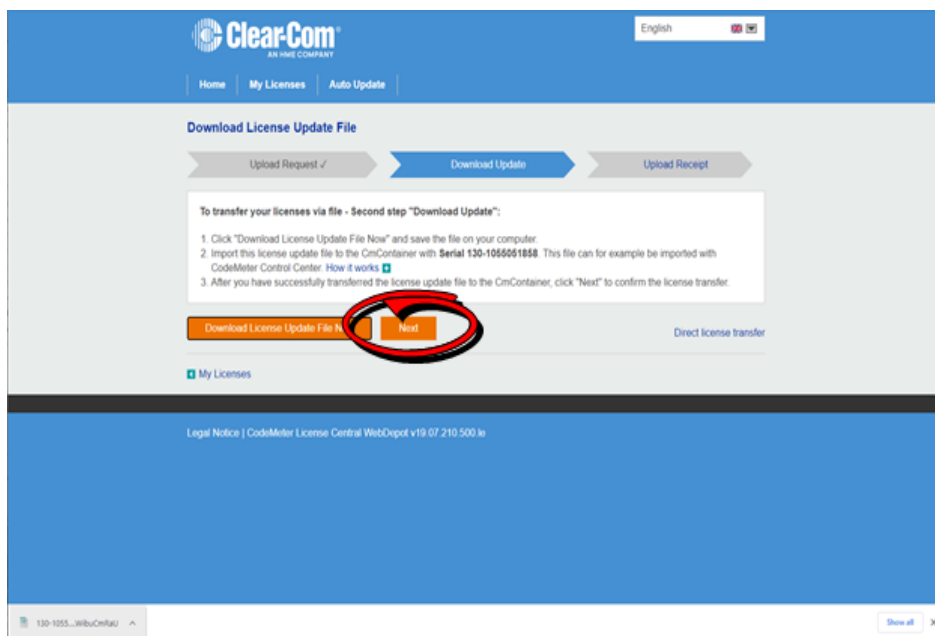 Clear-Com®
AN HME COMPANY
English
Home
My Licenses
Auto Update
Download License Update File
Upload Request ✓
Download Update
Upload Receipt
To transfer your licenses via file - Second step "Download Update":
1. Click "Download License Update File Now" and save the file on your computer.
2. Import this license update file to the CmContainer with Serial 130-1055051858. This file can for example be imported with
CodeMeter Control Center. How it works
3. After you have successfully transferred the license update file to the CmContainer, click "Next" to confirm the license transfer.
Download License Update File
Next
Direct license transfer
My Licenses
Legal Notice | CodeMeter License Central WebDepot v19.07.210.500.le
130-1055...WibuCmRaU
Show all